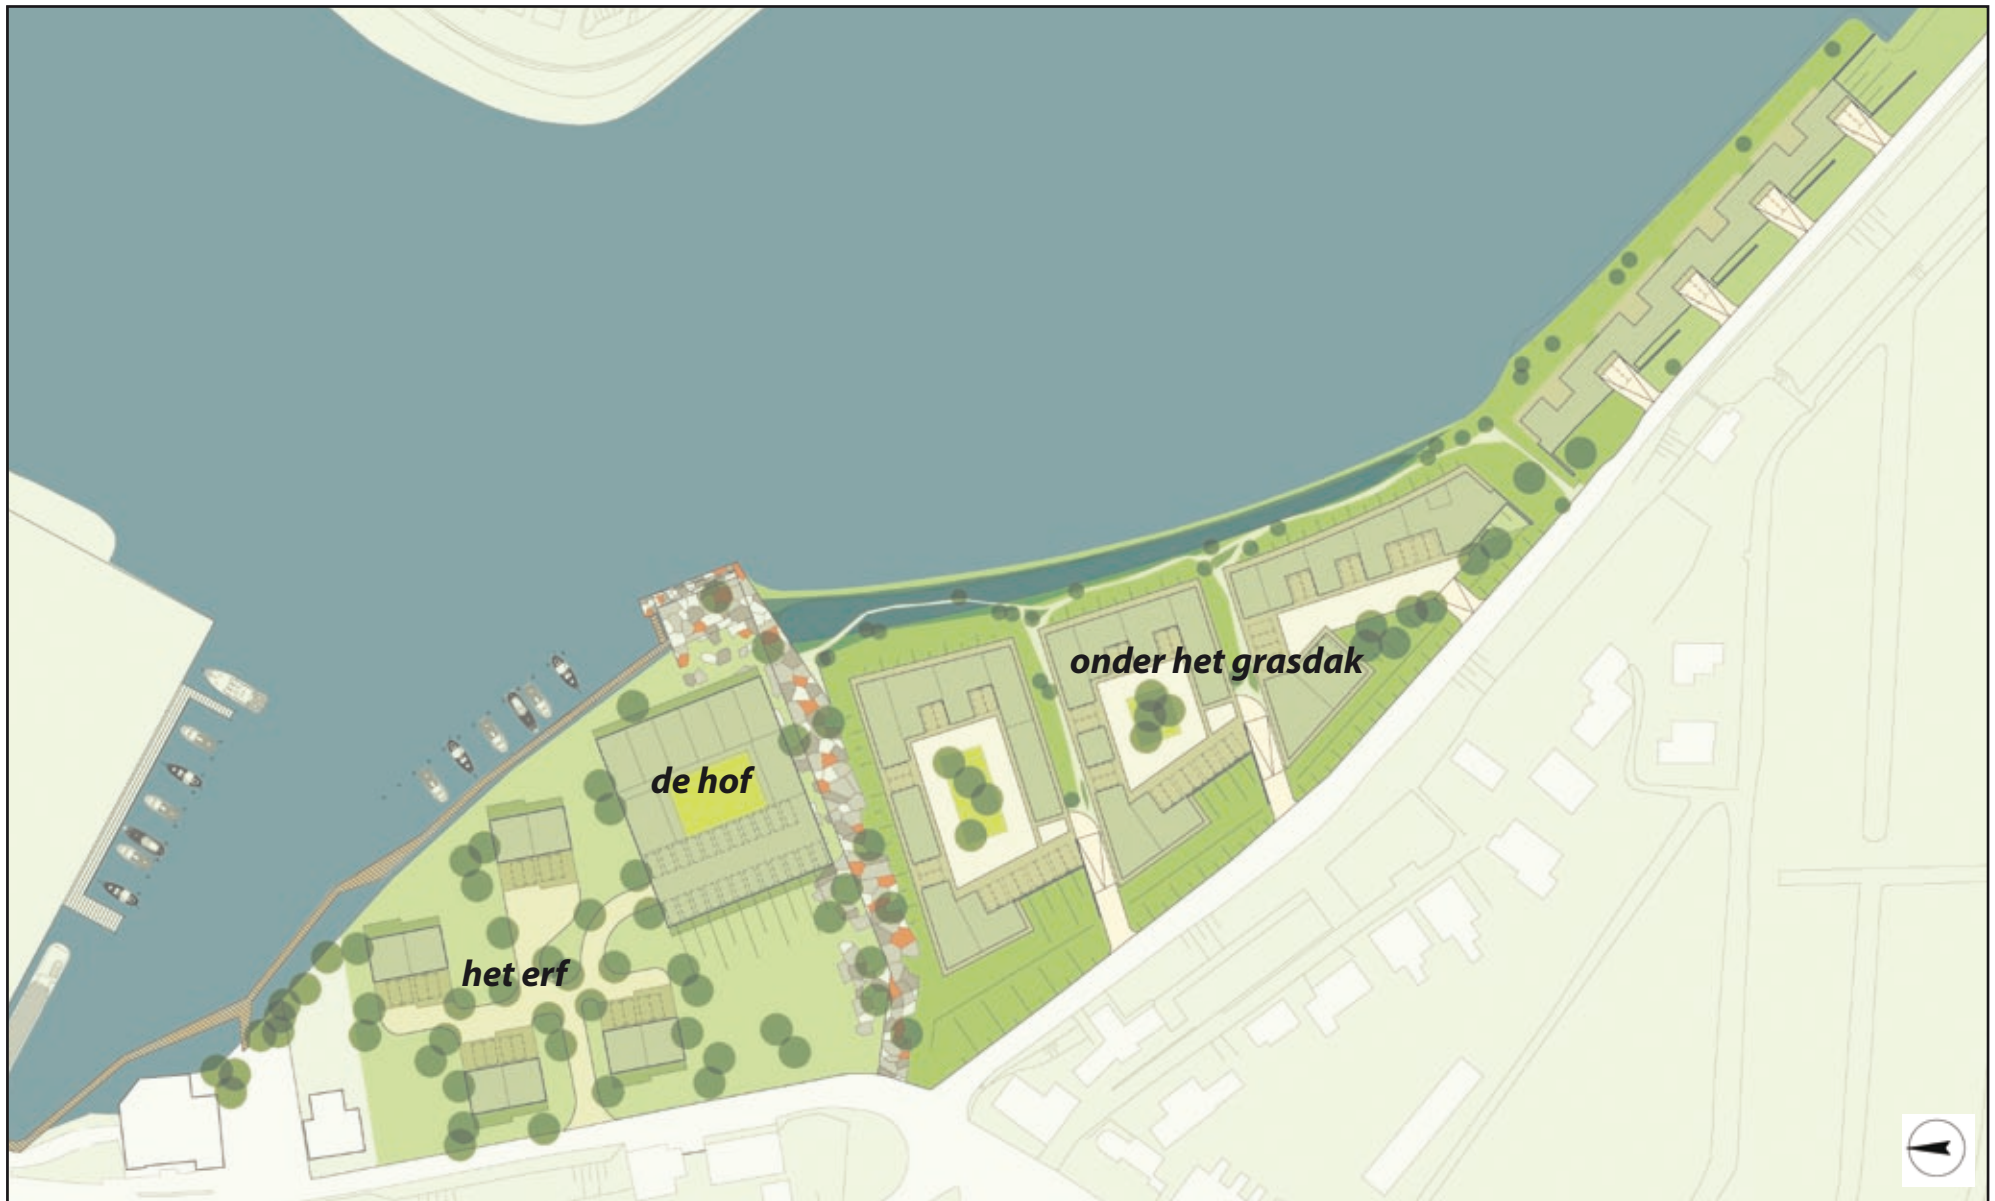 onder het grasdak
de hof
het erf